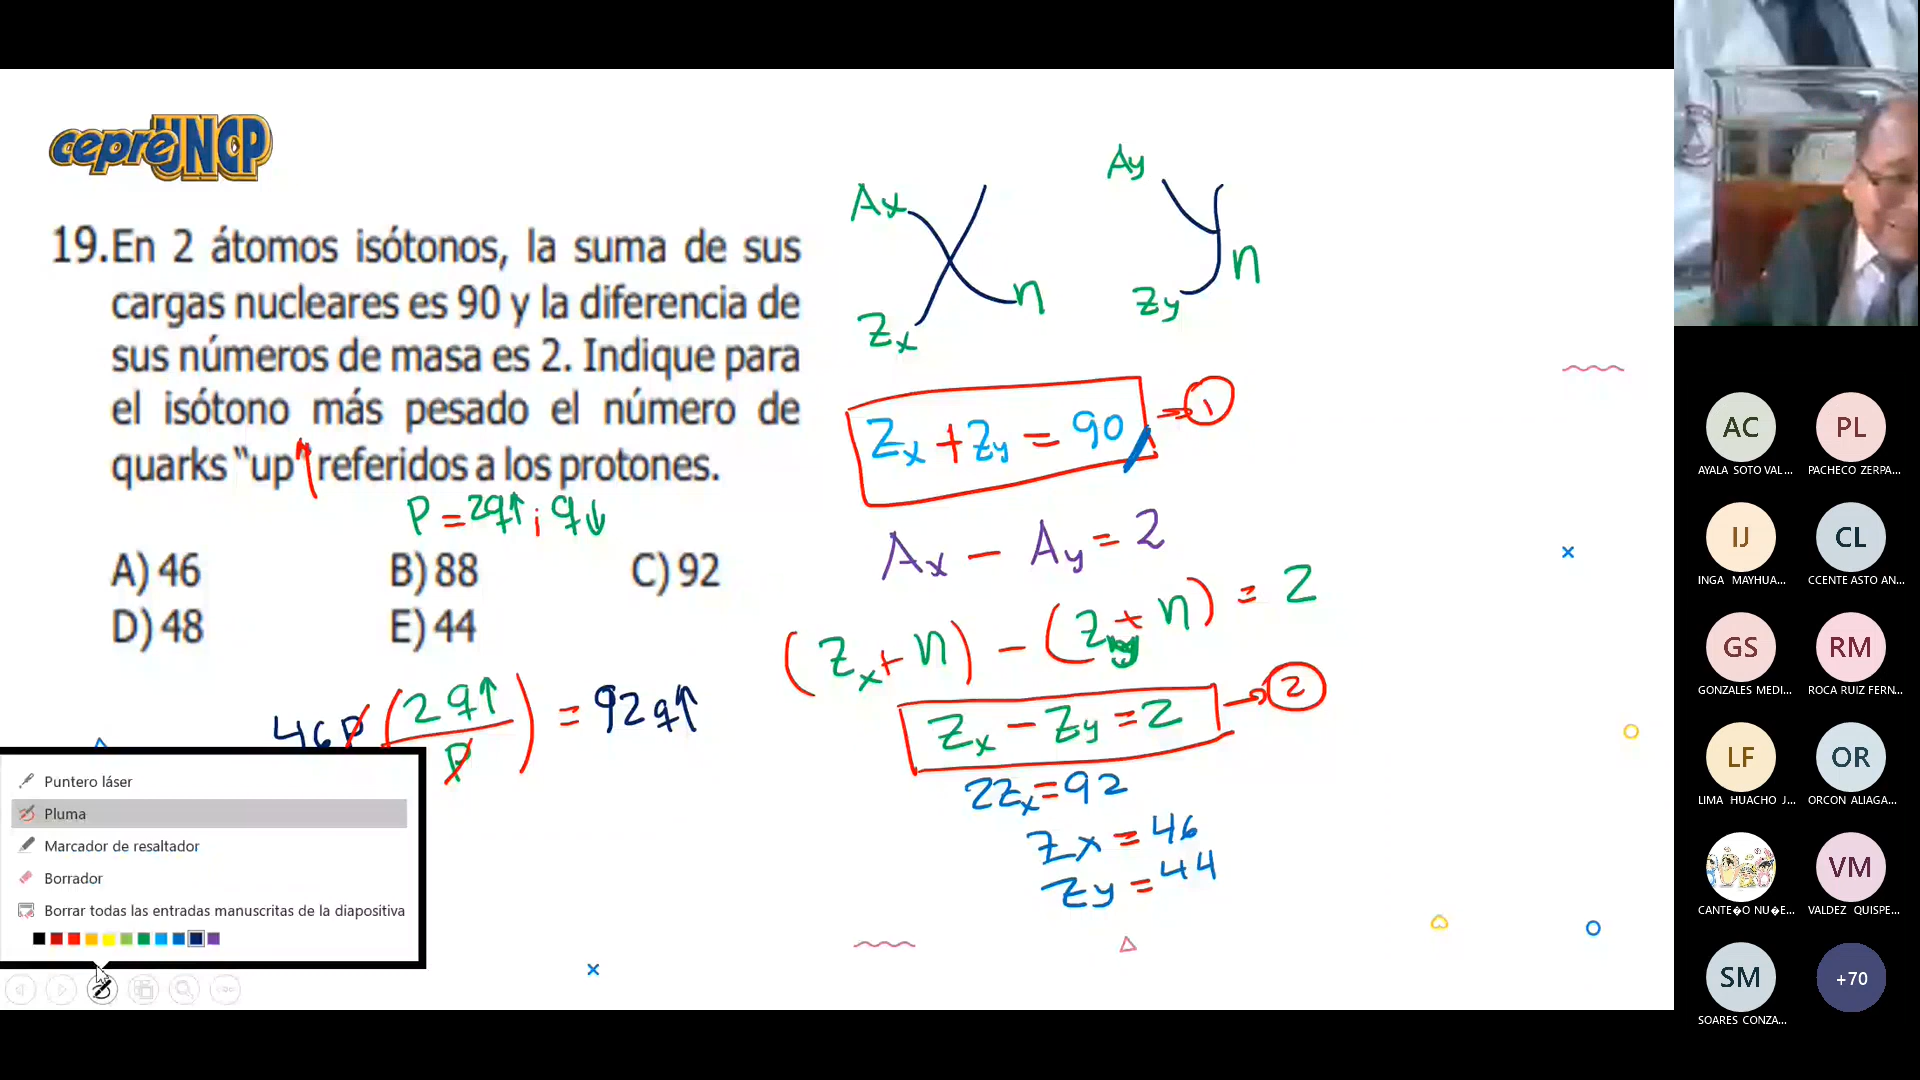 cepreUNCP
19. En 2 átomos isótonos, la suma de sus
cargas nucleares es 90 y la diferencia de
sus números de masa es 2. Indique para
el isótono más pesado el número de
quarks "up" referidos a los protones.
P = 2q↑ ; q↓
A) 46 B) 88 C) 92
D) 48 E) 44
46 P (2q↑/P) = 92 q↑
Ax
Zx
n
Ay
Zy
n
Zx + Zy = 90 → 1
Ax - Ay = 2
(Zx + n) - (Zy + n) = 2
Zx - Zy = 2 → 2
2Zx = 92
Zx = 46
Zy = 44
Puntero láser
Pluma
Marcador de resaltador
Borrador
Borrar todas las entradas manuscritas de la diapositiva
AC
AYALA SOTO VAL...
PL
PACHECO ZERPA...
IJ
INGA MAYHUA...
CL
CCENTE ASTO AN...
GS
GONZALES MEDI...
RM
ROCA RUIZ FERN...
LF
LIMA HUACHO J...
OR
ORCON ALIAGA...
CANTE�O NU�E...
VM
VALDEZ QUISPE...
SM
SOARES CONZA...
+70